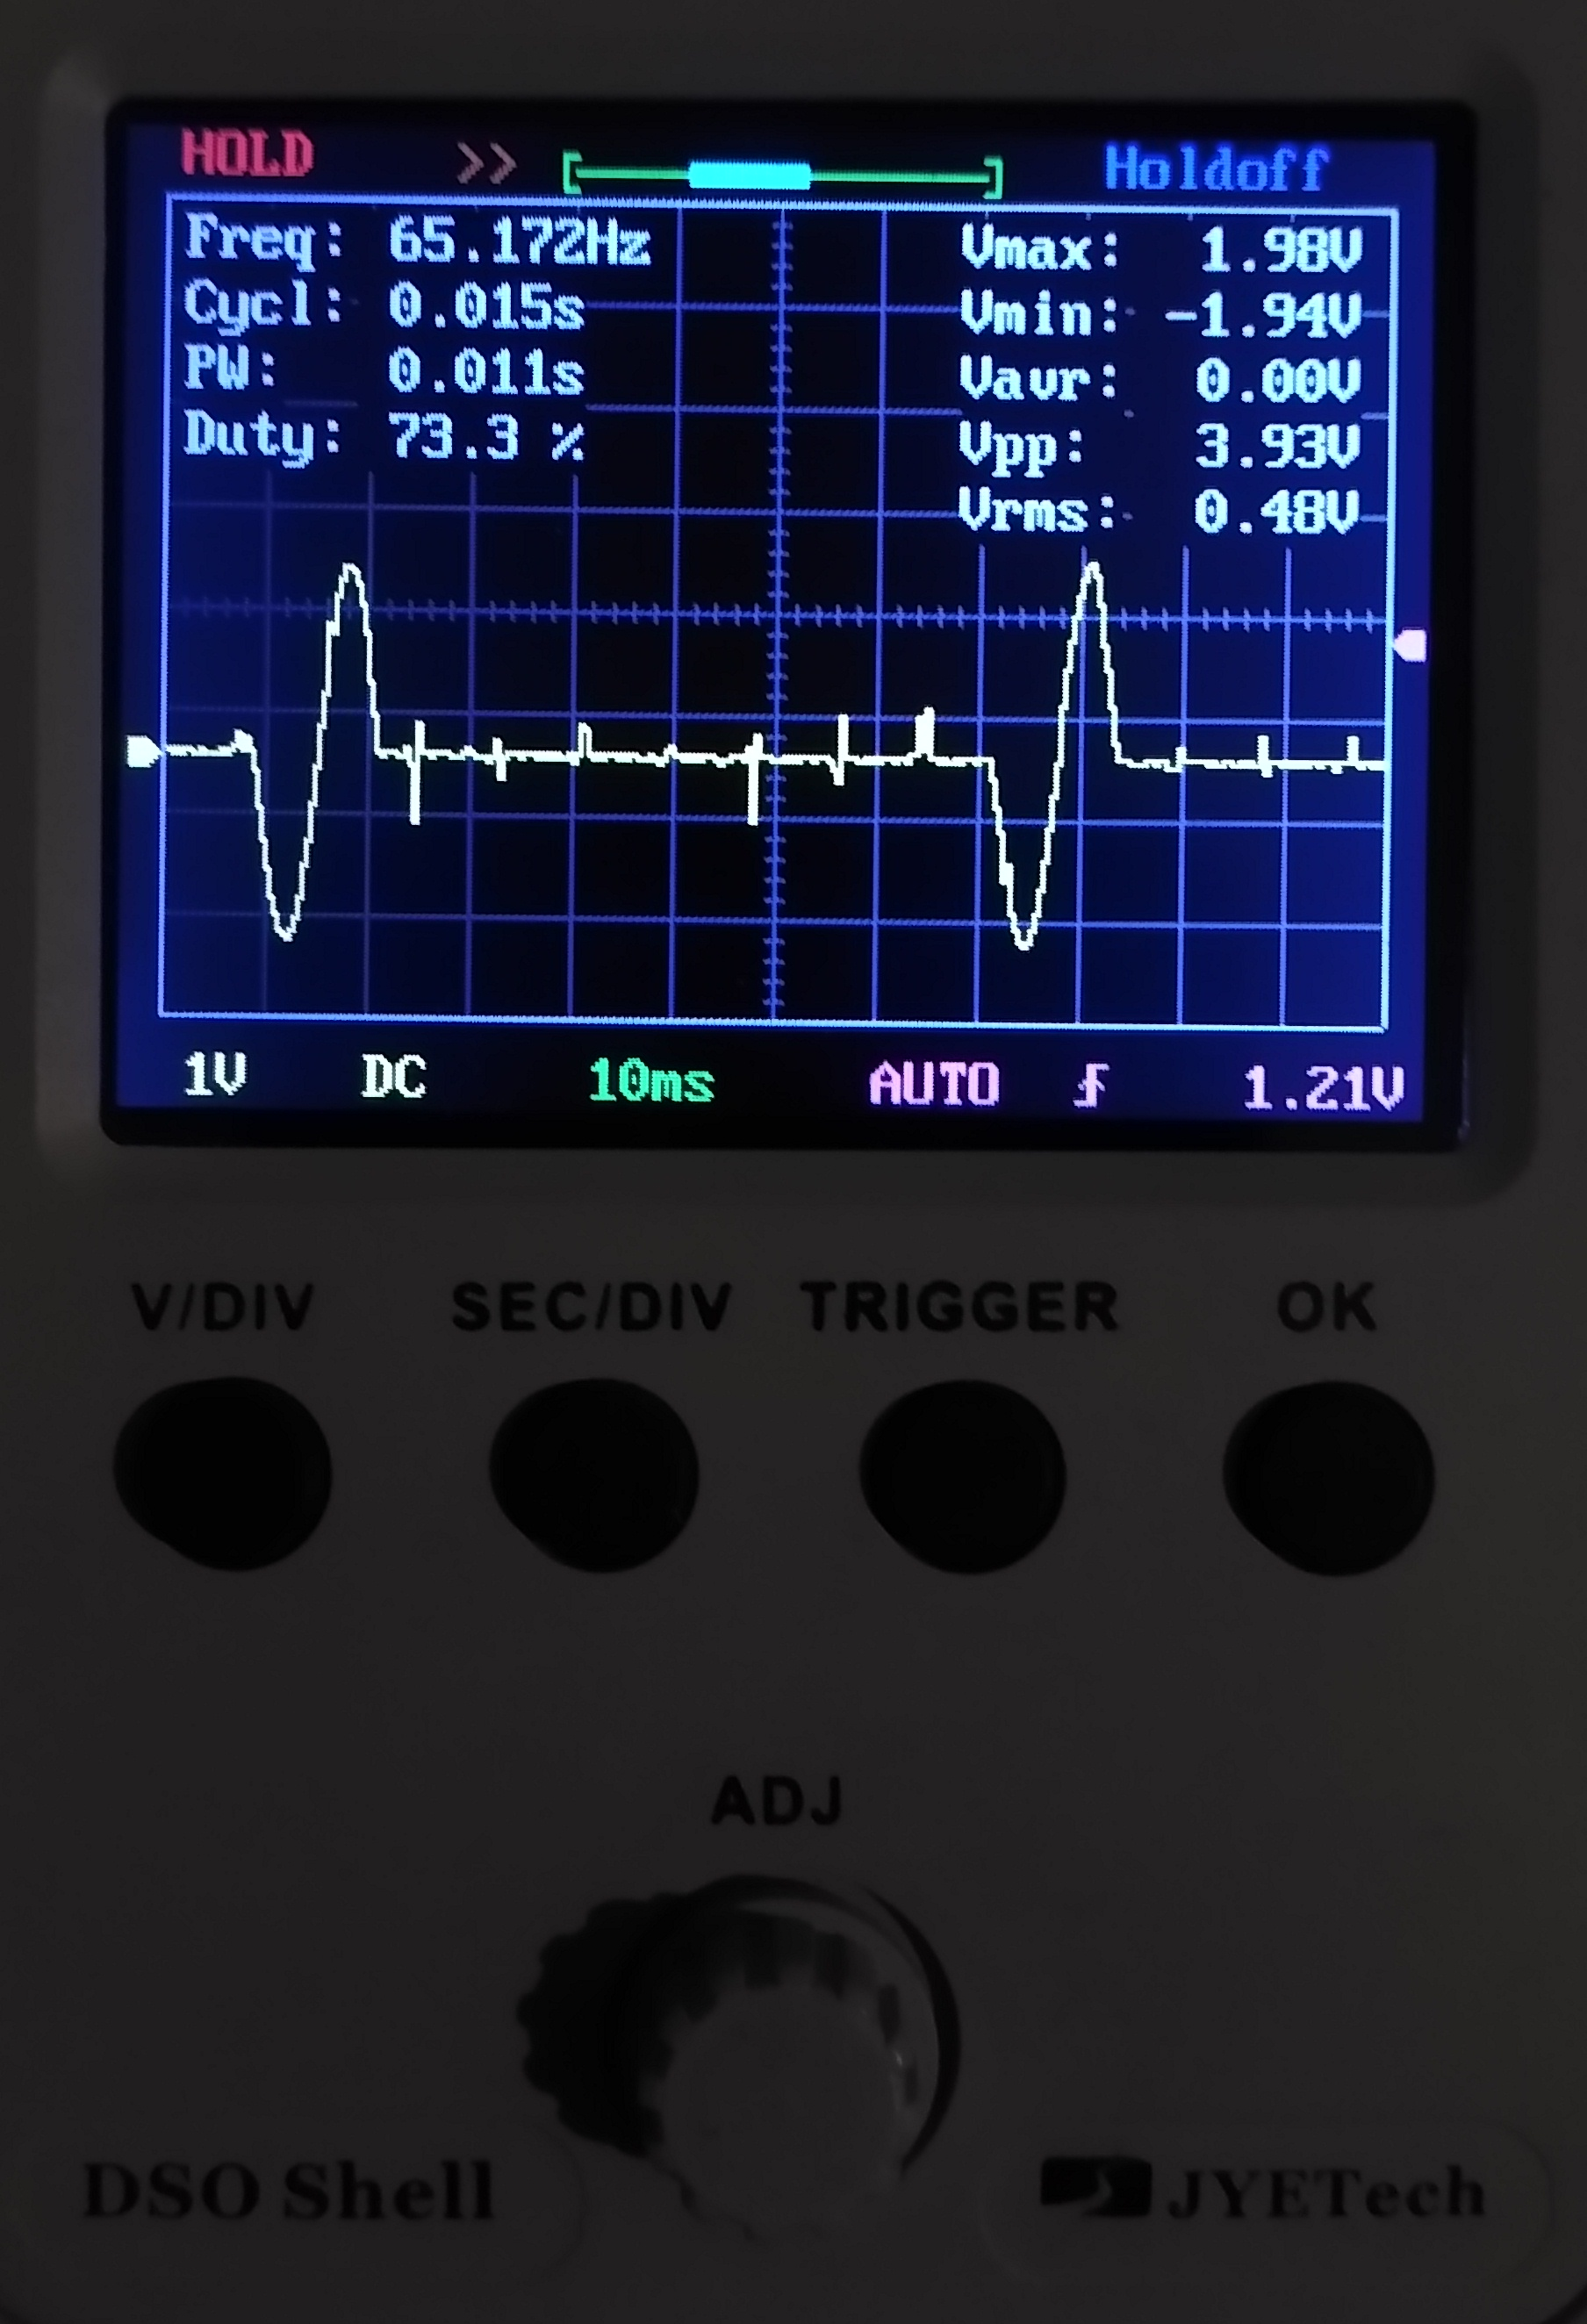 HOLD >> Holdoff
Freq: 65.172Hz Vmax: 1.98V
Cycl: 0.015s Vmin: -1.94V
PW: 0.011s Vavr: 0.00V
Duty: 73.3 % Vpp: 3.93V
Vrms: 0.48V
1V DC 10ms AUTO 1.21V
V/DIV SEC/DIV TRIGGER OK
ADJ
DSO Shell JYETech